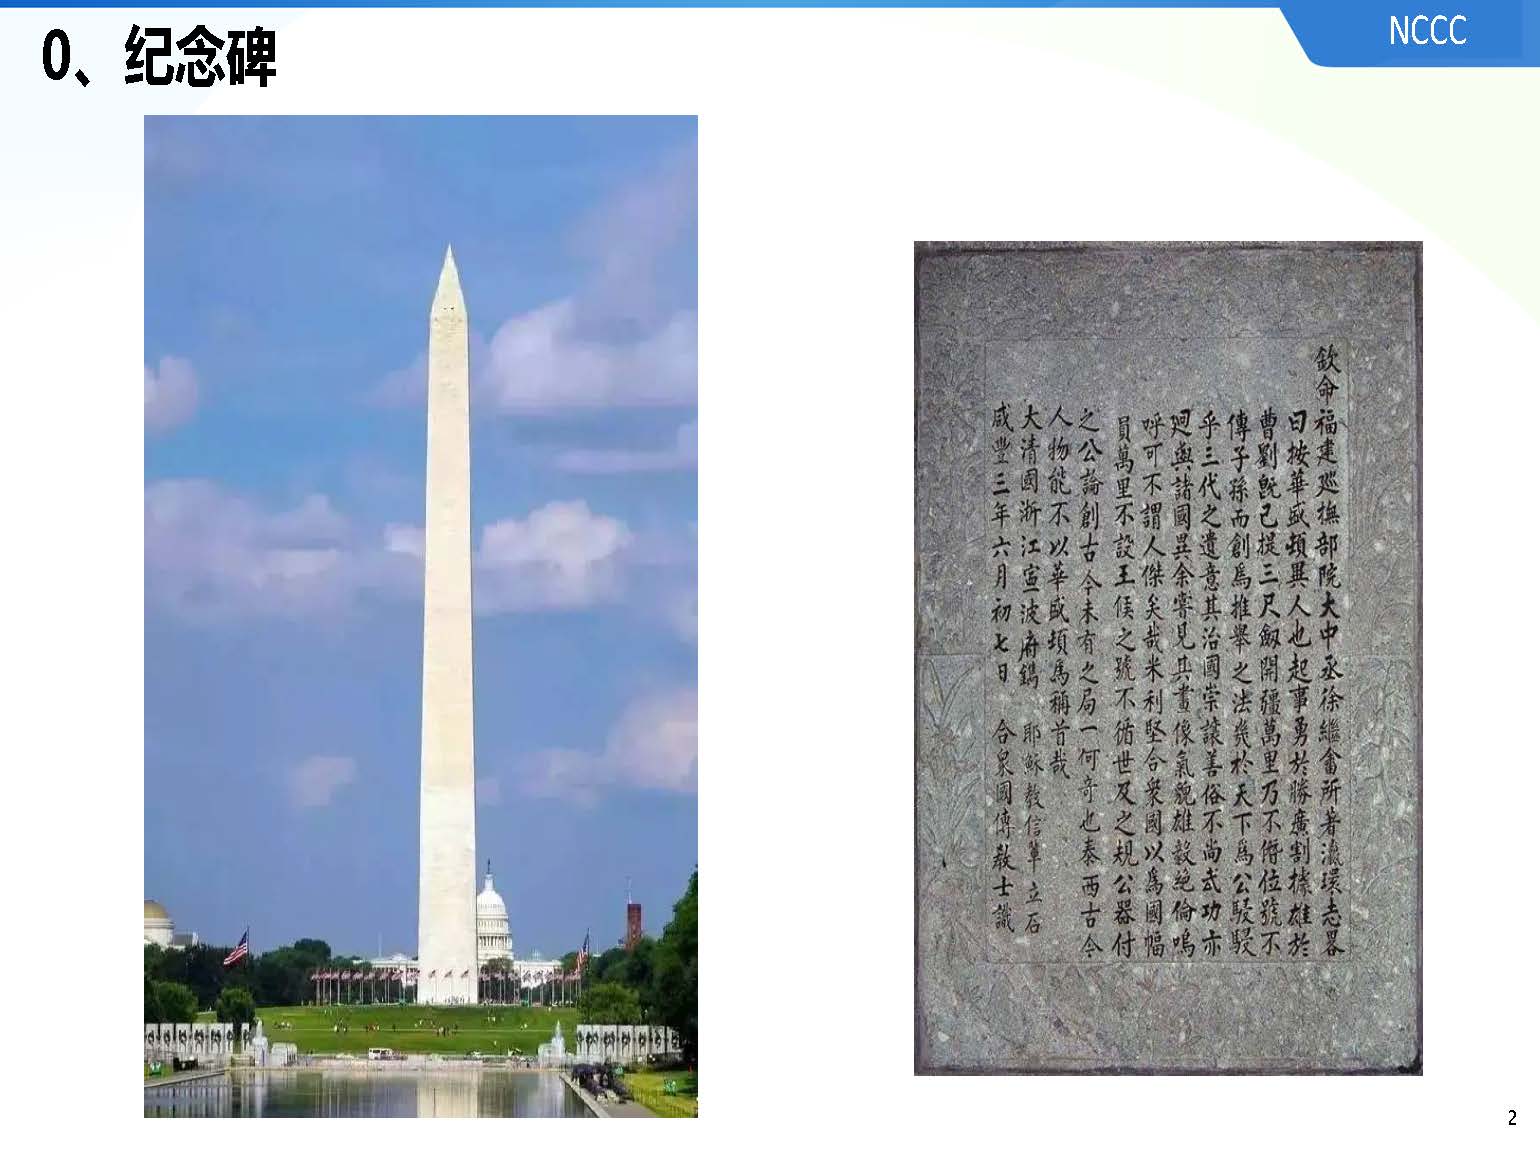 0、纪念碑
NCCC
欽命福建廵撫部院大中丞徐繼畬所著瀛環志畧
曰按華盛頓異人也起事勇於勝廣割據雄於
曹劉既已提三尺劍開疆萬里乃不僭位號不
傳子孫而創爲推舉之法幾於天下爲公駸駸
乎三代之遺意其治國崇讓善俗不尚武功亦
廻與諸國異余嘗見其畫像氣貌雄毅絕倫嗚
呼可不謂人傑矣哉米利堅合衆國以爲國幅
員萬里不設王侯之號不循世及之規公器付
之公論創古今未有之局一何奇也泰西古今
人物能不以華盛頓爲稱首哉
大清國浙江寧波府鐫 耶穌教信輩立石
咸豐三年六月初七日 合衆國傳教士識
2